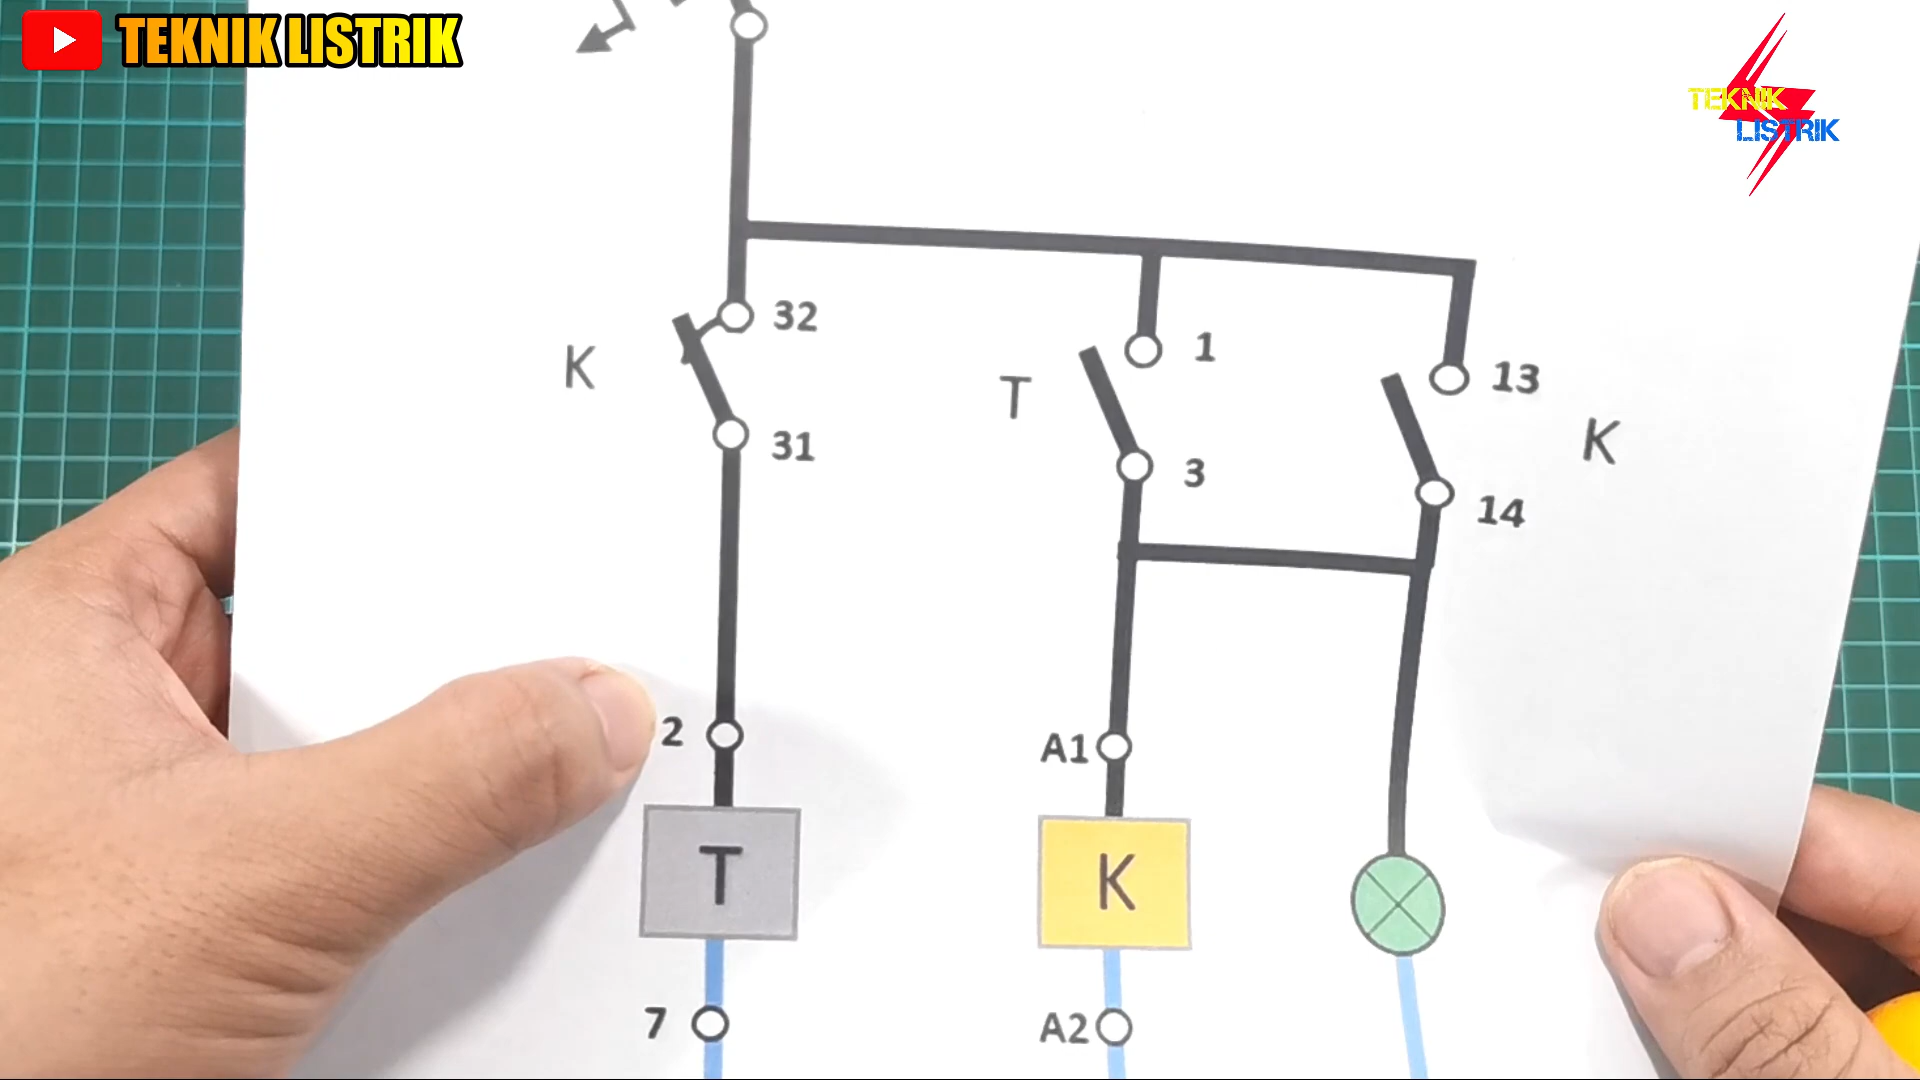 TEKNIK LISTRIK
TEKNIK
LISTRIK
32
K
31
1
T
3
13
K
14
2
A1
T
K
7
A2